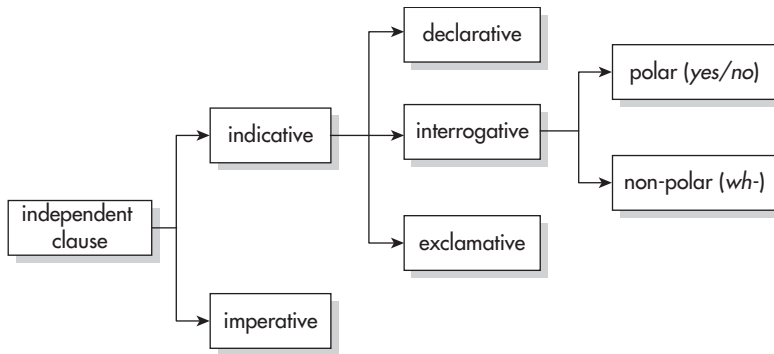 declarative
polar (yes/no)
indicative
interrogative
non-polar (wh-)
independent
clause
exclamative
imperative